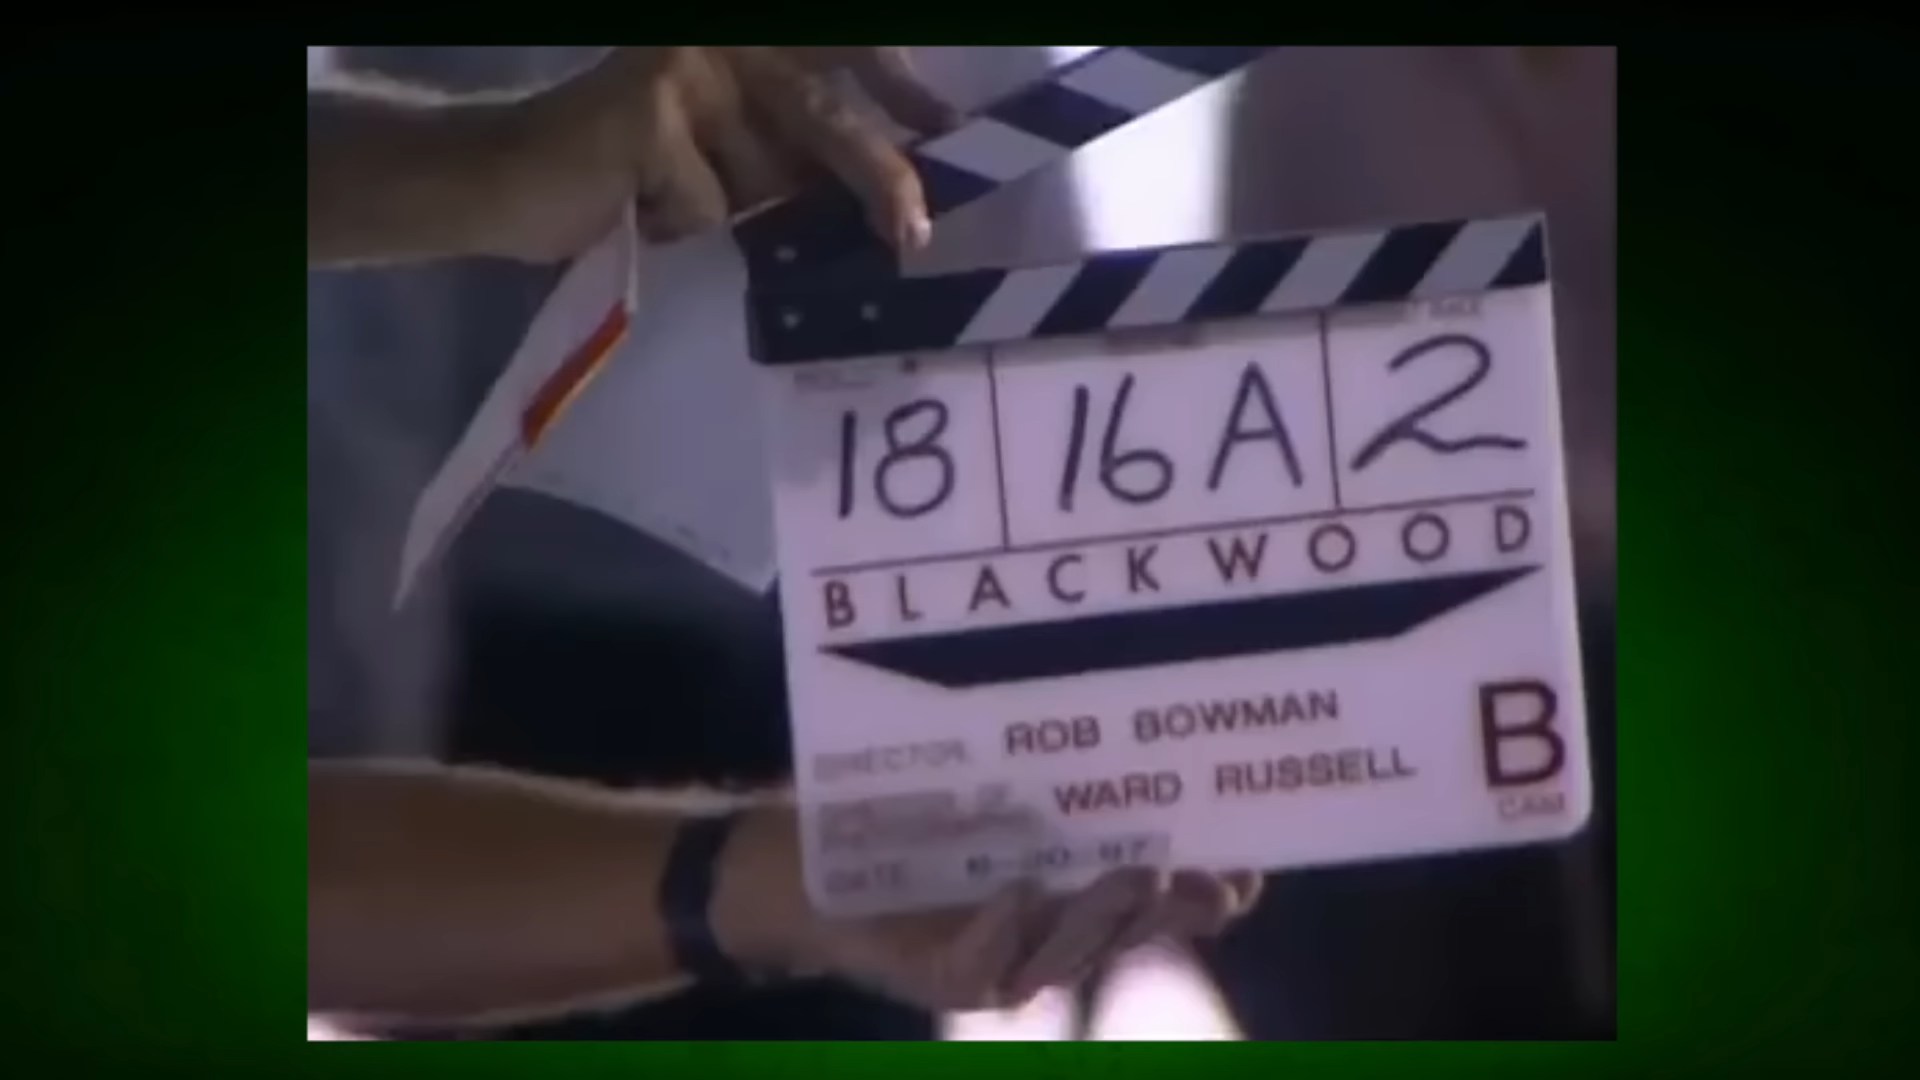 18 16A 2
BLACKWOOD
DIRECTOR ROB BOWMAN
WARD RUSSELL
B
CAM
DATE